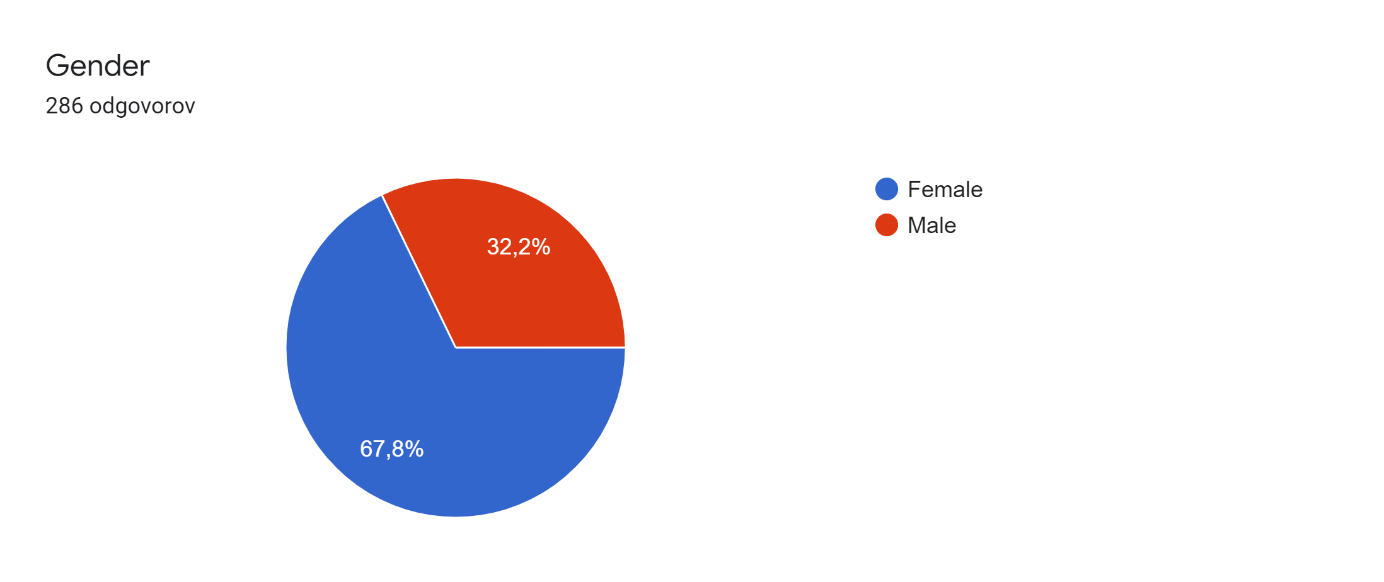 Gender
286 odgovorov
Female
Male
32,2%
67,8%